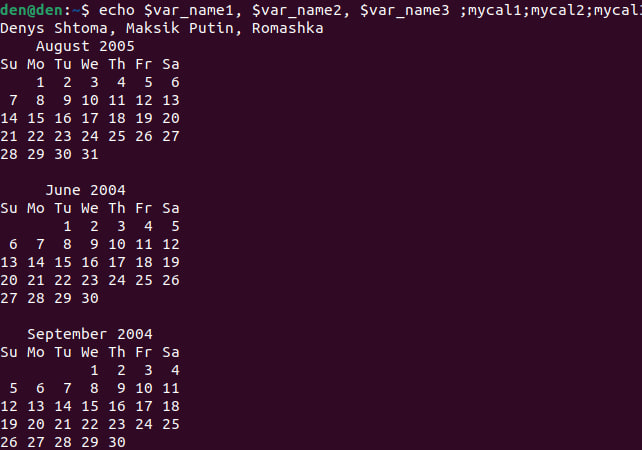 den@den:~$ echo $var_name1, $var_name2, $var_name3 ;mycal1;mycal2;mycal3
Denys Shtoma, Maksik Putin, Romashka
    August 2005
Su Mo Tu We Th Fr Sa
    1  2  3  4  5  6
 7  8  9 10 11 12 13
14 15 16 17 18 19 20
21 22 23 24 25 26 27
28 29 30 31

     June 2004
Su Mo Tu We Th Fr Sa
       1  2  3  4  5
 6  7  8  9 10 11 12
13 14 15 16 17 18 19
20 21 22 23 24 25 26
27 28 29 30

   September 2004
Su Mo Tu We Th Fr Sa
          1  2  3  4
 5  6  7  8  9 10 11
12 13 14 15 16 17 18
19 20 21 22 23 24 25
26 27 28 29 30